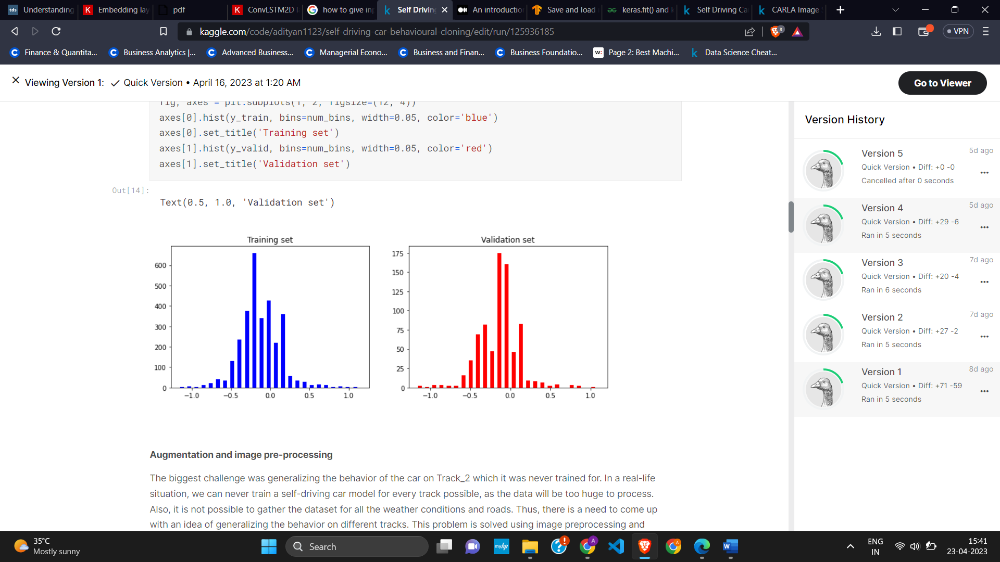 Understanding
Embedding lay
pdf
ConvLSTM2D l
how to give inp
Self Driving
An introduction
Save and load
keras.fit() and k
Self Driving Ca
CARLA Image S
kaggle.com/code/adityan1123/self-driving-car-behavioural-cloning/edit/run/125936185
8
VPN
Finance & Quantita...
Business Analytics |...
Advanced Business...
Managerial Econo...
Business and Finan...
Business Foundatio...
Page 2: Best Machi...
Data Science Cheat...
Viewing Version 1:
Quick Version • April 16, 2023 at 1:20 AM
Go to Viewer
fig, axes = plt.subplots(1, 2, figsize=(12, 4))
axes[0].hist(y_train, bins=num_bins, width=0.05, color='blue')
axes[0].set_title('Training set')
axes[1].hist(y_valid, bins=num_bins, width=0.05, color='red')
axes[1].set_title('Validation set')
Out[14]:
Text(0.5, 1.0, 'Validation set')
Training set
600
500
400
300
200
100
0
−1.0 −0.5 0.0 0.5 1.0
Validation set
175
150
125
100
75
50
25
0
−1.0 −0.5 0.0 0.5 1.0
Augmentation and image pre-processing
The biggest challenge was generalizing the behavior of the car on Track_2 which it was never trained for. In a real-life
situation, we can never train a self-driving car model for every track possible, as the data will be too huge to process.
Also, it is not possible to gather the dataset for all the weather conditions and roads. Thus, there is a need to come up
with an idea of generalizing the behavior on different tracks. This problem is solved using image preprocessing and
Version History
Version 5
5d ago
Quick Version • Diff: +0 -0
Cancelled after 0 seconds
Version 4
5d ago
Quick Version • Diff: +29 -6
Ran in 5 seconds
Version 3
7d ago
Quick Version • Diff: +20 -4
Ran in 6 seconds
Version 2
7d ago
Quick Version • Diff: +27 -2
Ran in 5 seconds
Version 1
8d ago
Quick Version • Diff: +71 -59
Ran in 5 seconds
35°C
Mostly sunny
Search
ENG
IN
15:41
23-04-2023